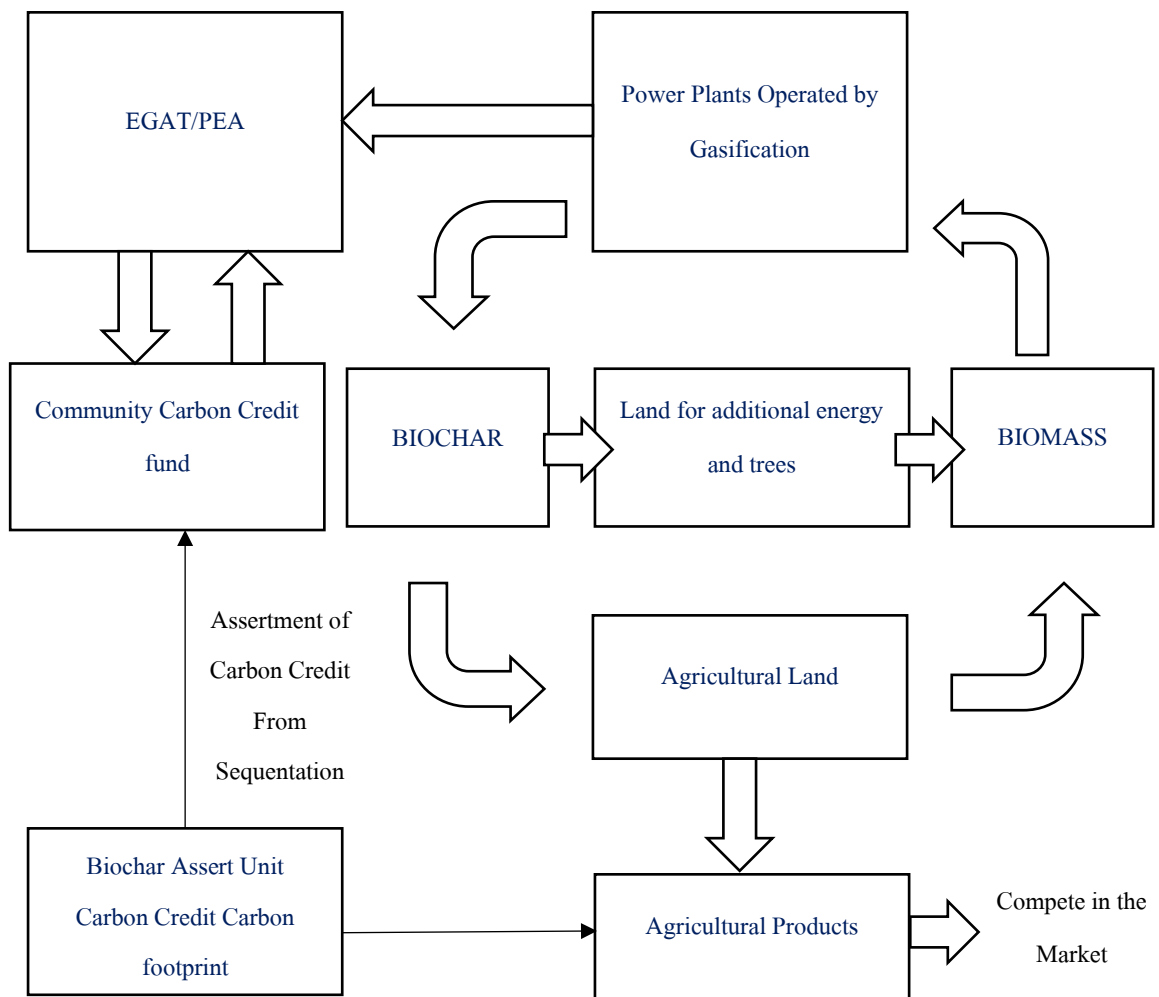 EGAT/PEA
Power Plants Operated by
Gasification
Community Carbon Credit
fund
BIOCHAR
Land for additional energy
and trees
BIOMASS
Assertment of
Carbon Credit
From
Sequentation
Agricultural Land
Biochar Assert Unit
Carbon Credit Carbon
footprint
Agricultural Products
Compete in the
Market